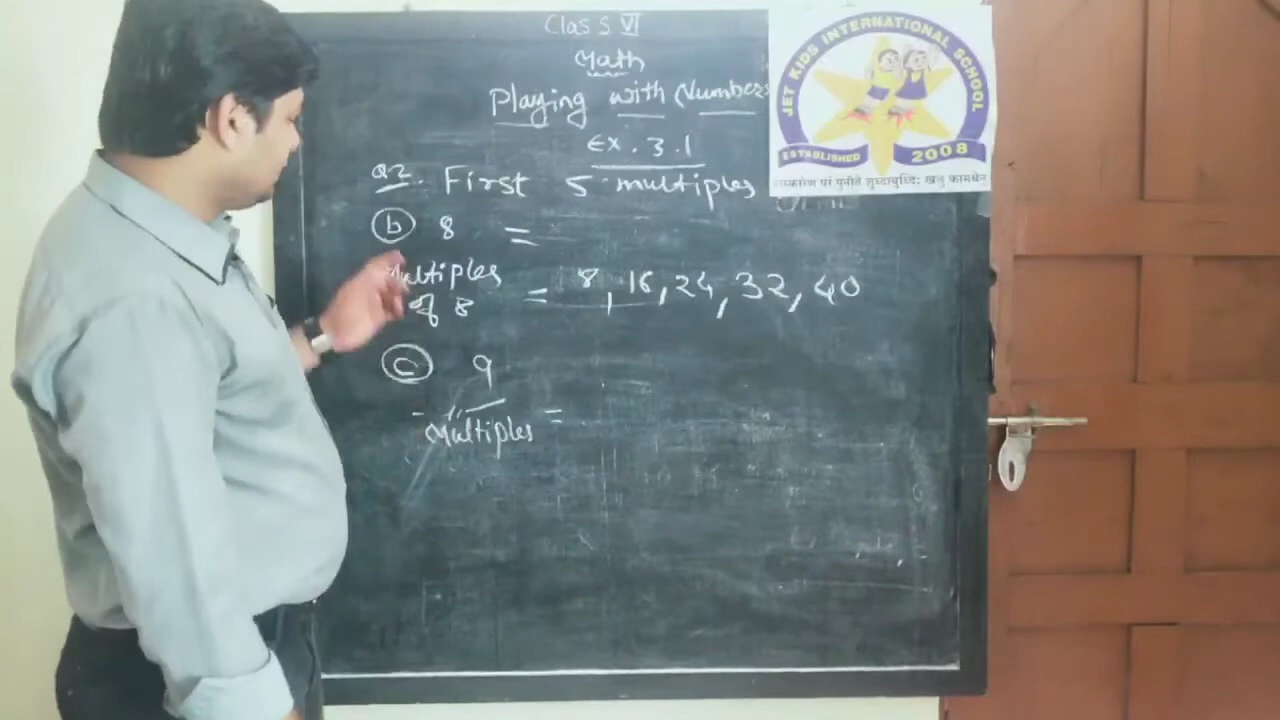 Class VI
Math
Playing with Numbers
Ex. 3.1
Q2. First 5 multiples
(b) 8 =
Multiples
of 8 = 8, 16, 24, 32, 40
(c) 9
Multiples =
JET KIDS INTERNATIONAL SCHOOL
ESTABLISHED 2008